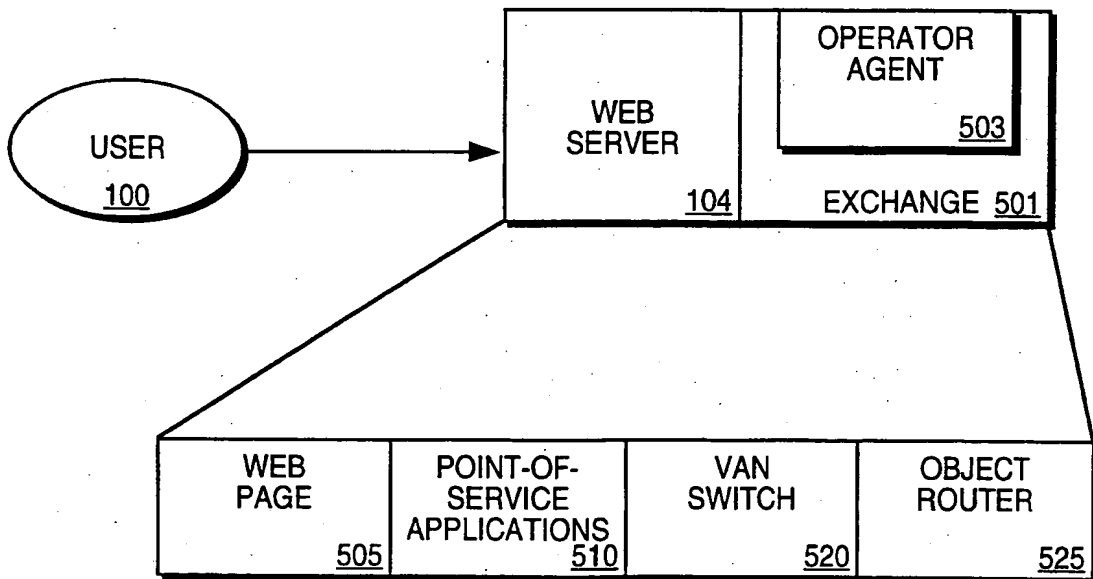 USER
100
WEB
SERVER
104
OPERATOR
AGENT
503
EXCHANGE 501
WEB
PAGE
505
POINT-OF-
SERVICE
APPLICATIONS
510
VAN
SWITCH
520
OBJECT
ROUTER
525